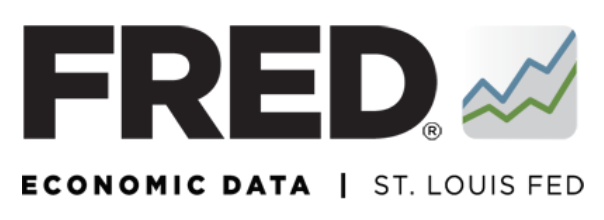 FRED®
ECONOMIC DATA | ST. LOUIS FED